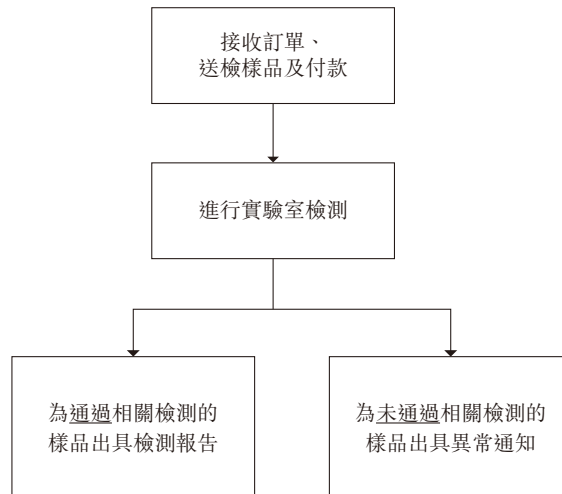 接收訂單、
送檢樣品及付款
進行實驗室檢測
為通過相關檢測的
樣品出具檢測報告
為未通過相關檢測的
樣品出具異常通知